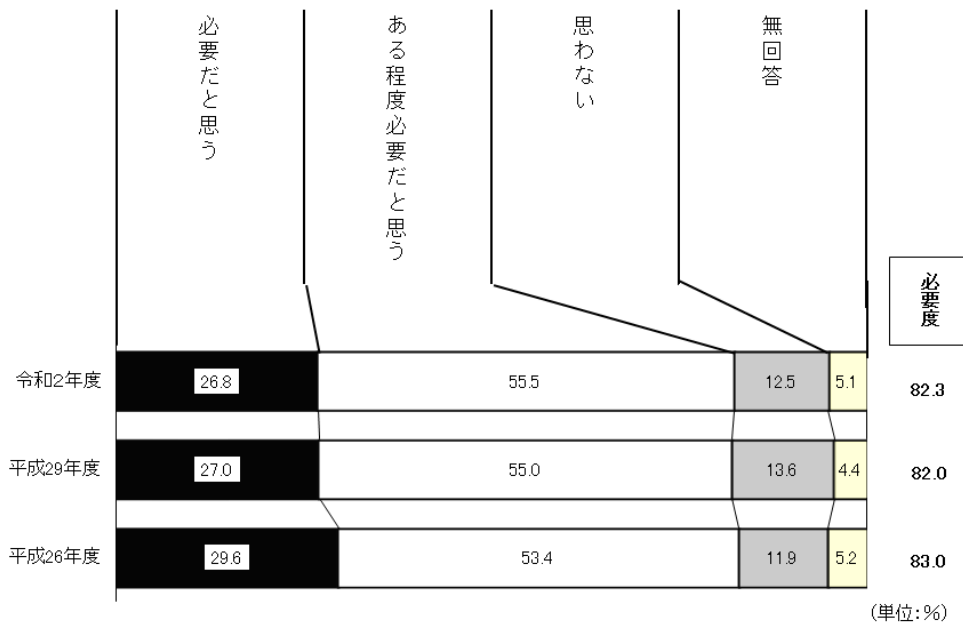 必要だと思う
ある程度必要だと思う
思わない
無回答
必要度
令和2年度 26.8 55.5 12.5 5.1 82.3
平成29年度 27.0 55.0 13.6 4.4 82.0
平成26年度 29.6 53.4 11.9 5.2 83.0
(単位:%)